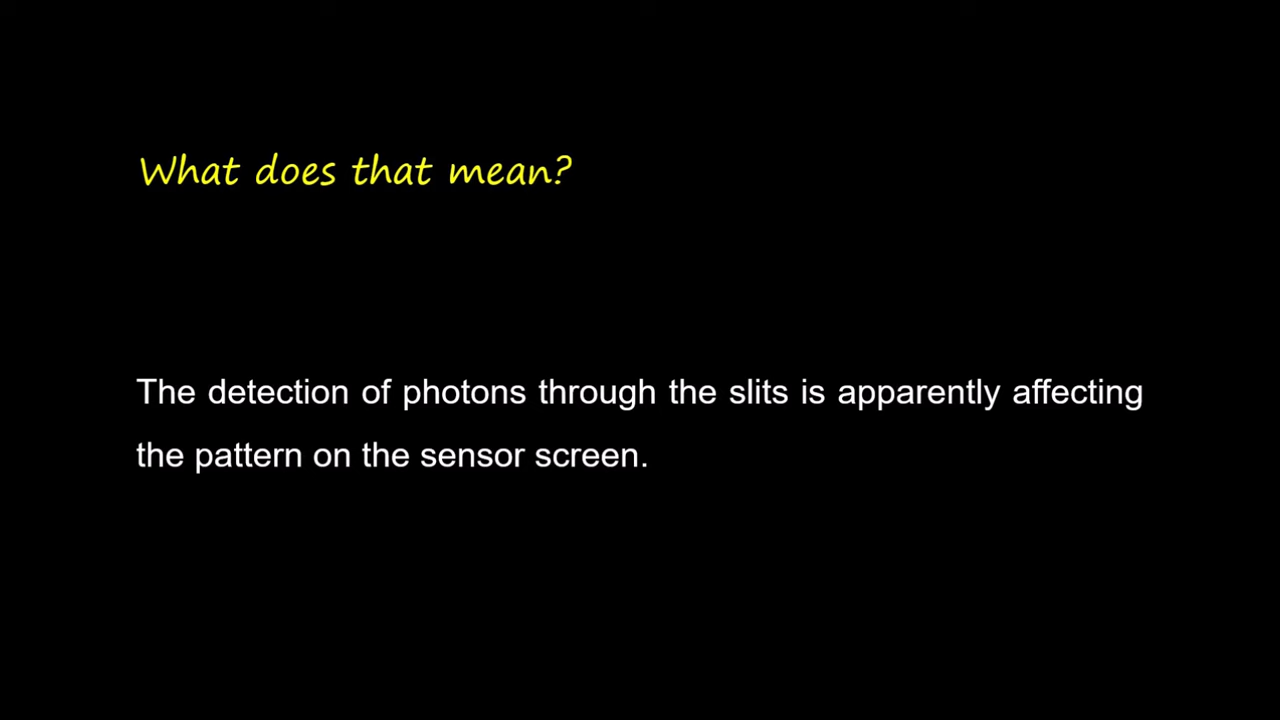 What does that mean?
The detection of photons through the slits is apparently affecting
the pattern on the sensor screen.